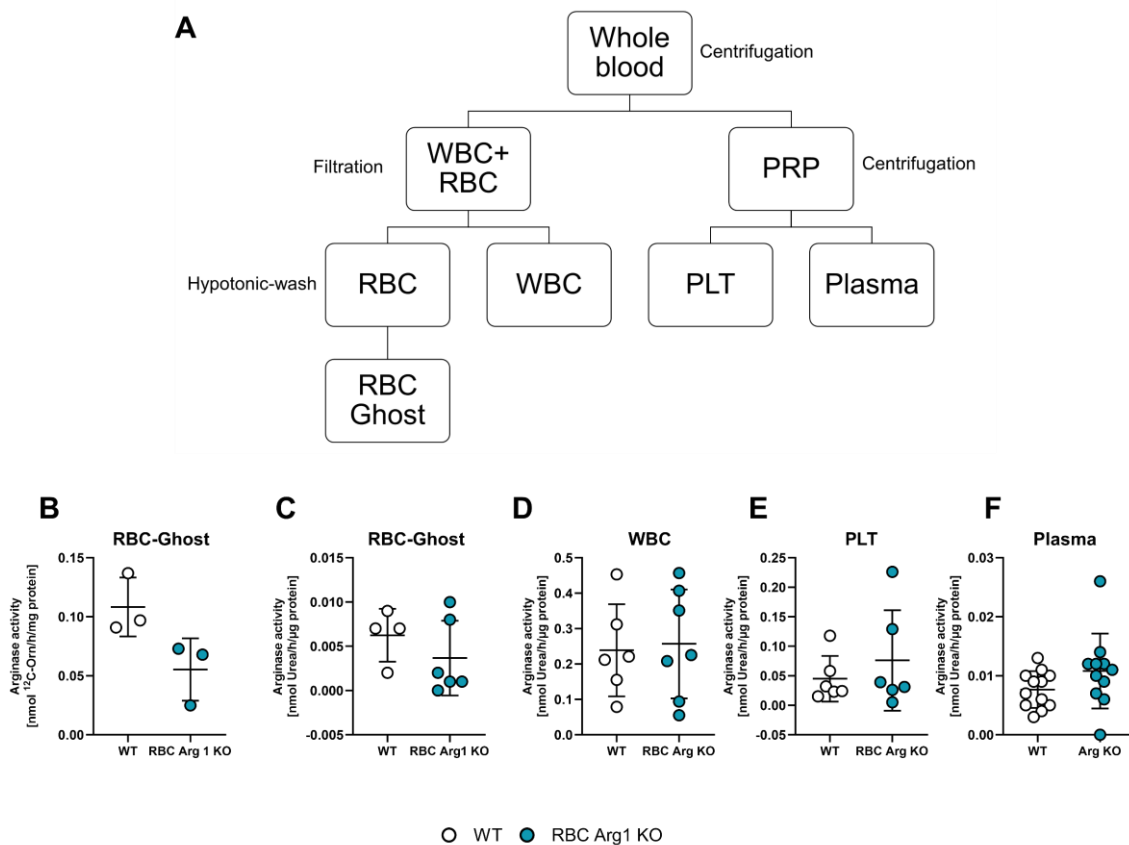 A
Whole
blood
Centrifugation
Filtration
WBC+
RBC
PRP
Centrifugation
Hypotonic-wash
RBC
WBC
PLT
Plasma
RBC
Ghost
B
RBC-Ghost
Arginase activity
[nmol ¹²C-Orn/h/mg protein]
0.15
0.10
0.05
0.00
WT
RBC Arg 1 KO
C
RBC-Ghost
Arginase activity
[nmol Urea/h/µg protein]
0.015
0.010
0.005
0.000
-0.005
WT
RBC Arg1 KO
D
WBC
Arginase activity
[nmol Urea/h/µg protein]
0.5
0.4
0.3
0.2
0.1
0.0
WT
RBC Arg KO
E
PLT
Arginase activity
[nmol Urea/h/µg protein]
0.25
0.20
0.15
0.10
0.05
0.00
-0.05
WT
RBC Arg KO
F
Plasma
Arginase activity
[nmol Urea/h/µg protein]
0.03
0.02
0.01
0.00
WT
Arg KO
WT
RBC Arg1 KO